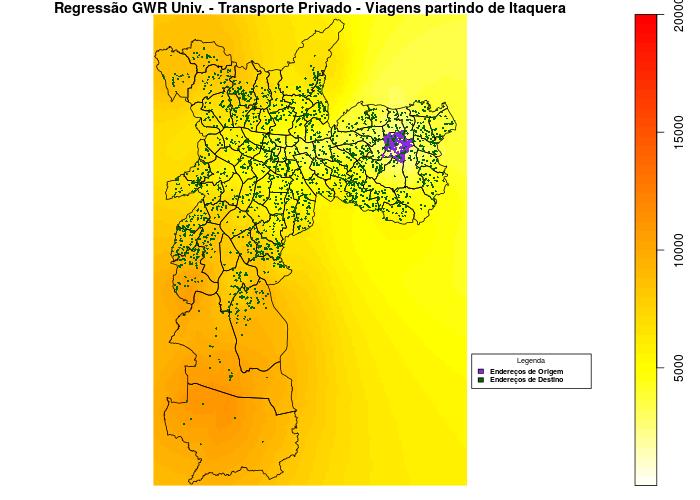 Regressão GWR Univ. - Transporte Privado - Viagens partindo de Itaquera
20000
15000
10000
5000
Legenda
Endereços de Origem
Endereços de Destino